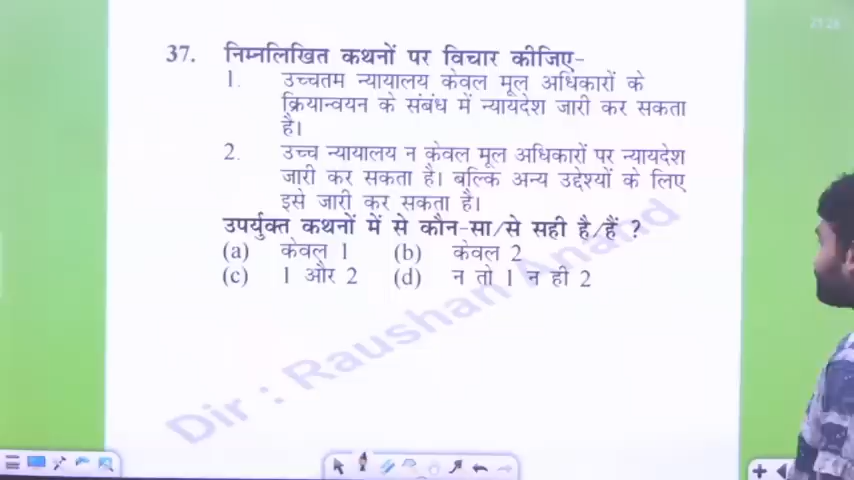 21:28
37. निम्नलिखित कथनों पर विचार कीजिए-
1. उच्चतम न्यायालय केवल मूल अधिकारों के
क्रियान्वयन के संबंध में न्यायदेश जारी कर सकता
है।
2. उच्च न्यायालय न केवल मूल अधिकारों पर न्यायदेश
जारी कर सकता है। बल्कि अन्य उद्देश्यों के लिए
इसे जारी कर सकता है।
उपर्युक्त कथनों में से कौन-सा/से सही है/हैं ?
(a) केवल 1 (b) केवल 2
(c) 1 और 2 (d) न तो 1 न ही 2
Dir : Raushan Anand